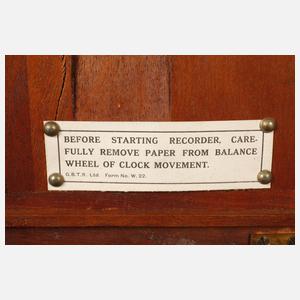 BEFORE STARTING RECORDER, CARE-
FULLY REMOVE PAPER FROM BALANCE
WHEEL OF CLOCK MOVEMENT.
G.B.T.R. Ltd Form No. W. 22.